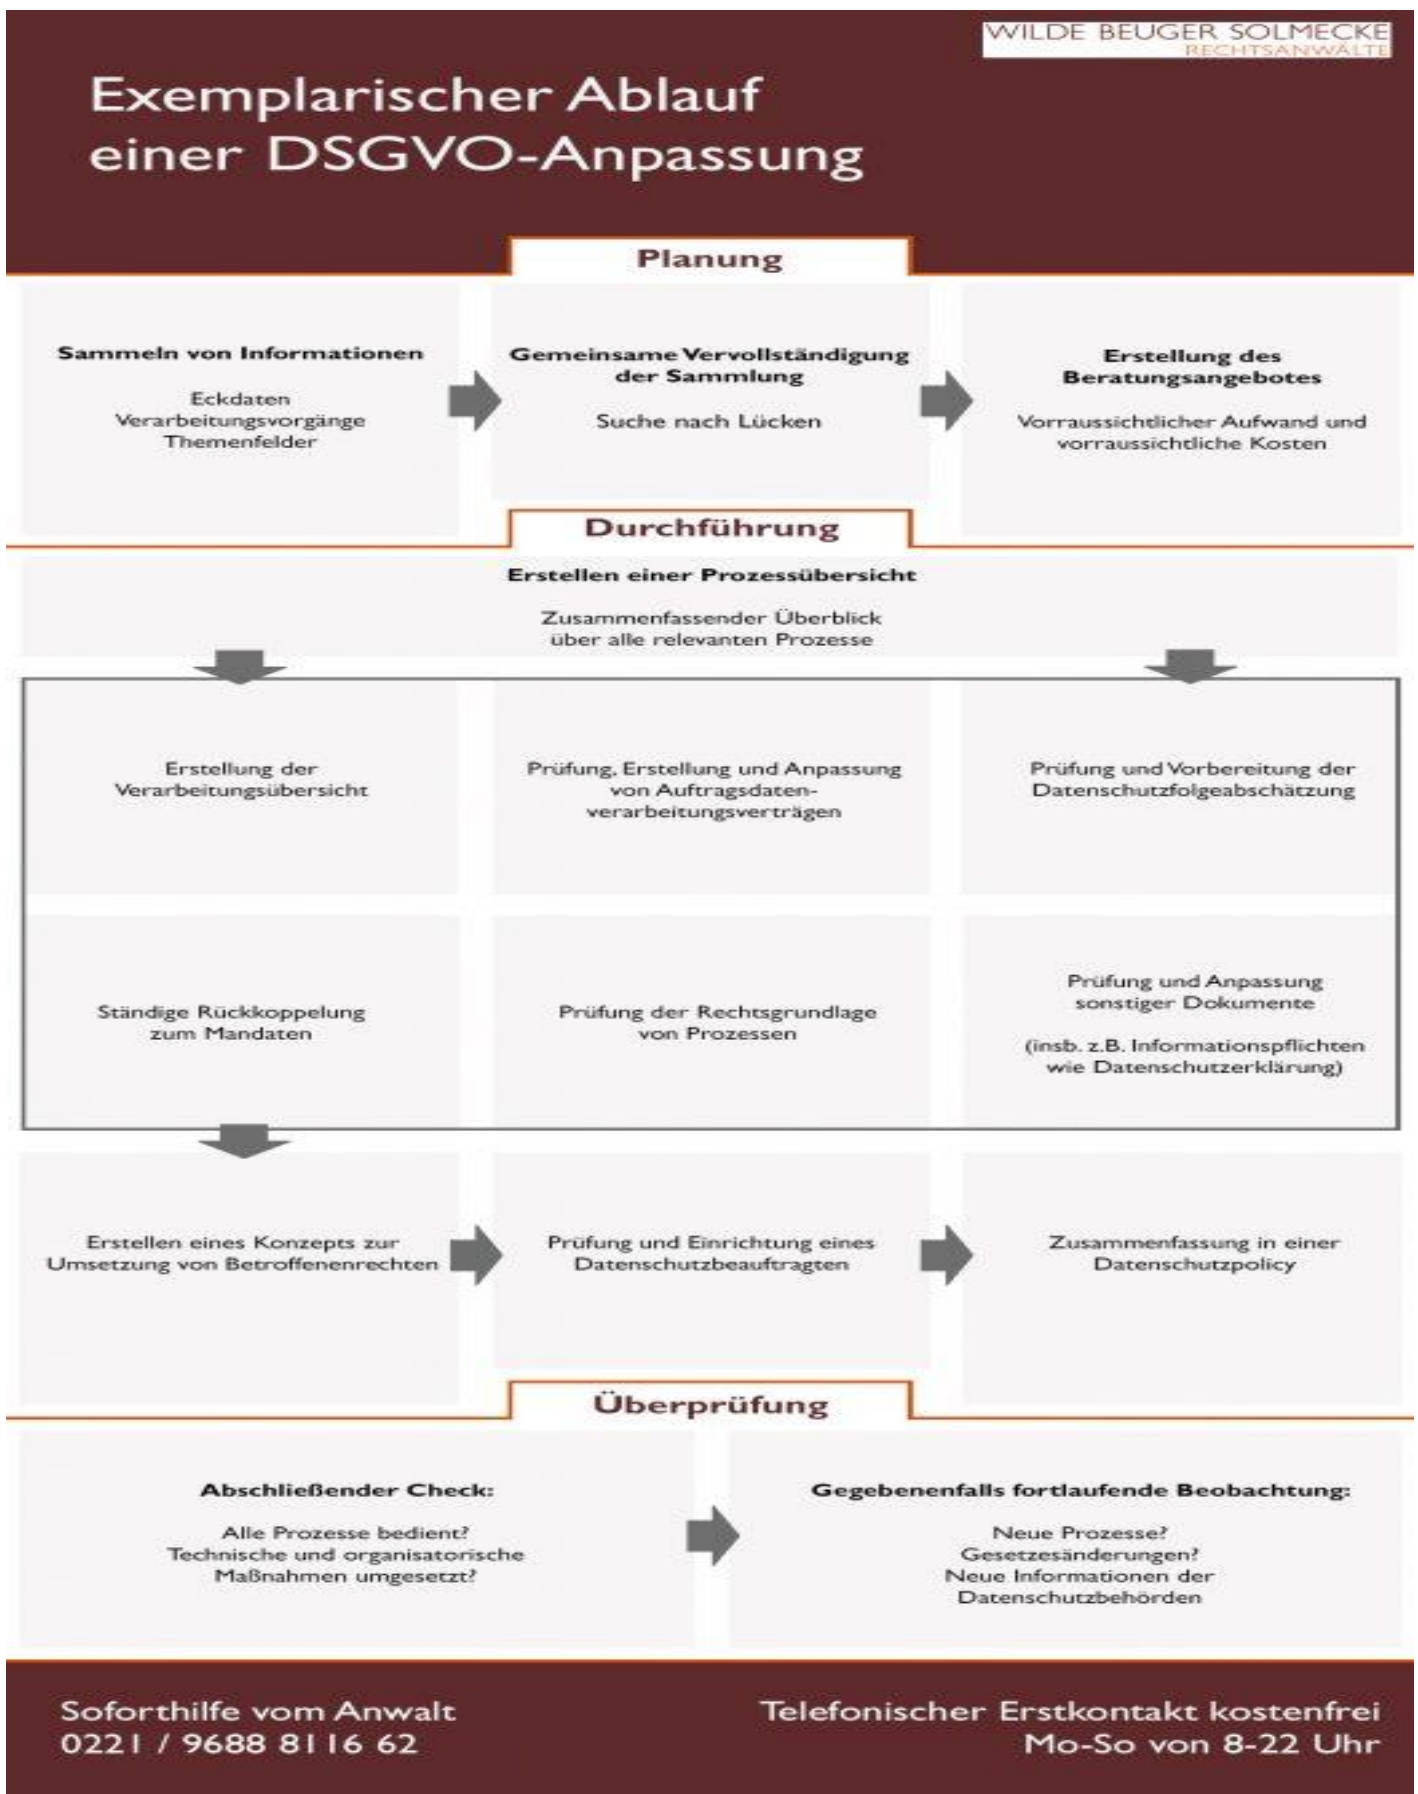 WILDE BEUGER SOLMECKE
RECHTSANWÄLTE
Exemplarischer Ablauf
einer DSGVO-Anpassung
Planung
Sammeln von Informationen
Eckdaten
Verarbeitungsvorgänge
Themenfelder
Gemeinsame Vervollständigung
der Sammlung
Suche nach Lücken
Erstellung des
Beratungsangebotes
Vorraussichtlicher Aufwand und
vorraussichtliche Kosten
Durchführung
Erstellen einer Prozessübersicht
Zusammenfassender Überblick
über alle relevanten Prozesse
Erstellung der
Verarbeitungsübersicht
Prüfung, Erstellung und Anpassung
von Auftragsdaten-
verarbeitungsverträgen
Prüfung und Vorbereitung der
Datenschutzfolgeabschätzung
Ständige Rückkoppelung
zum Mandaten
Prüfung der Rechtsgrundlage
von Prozessen
Prüfung und Anpassung
sonstiger Dokumente
(insb. z.B. Informationspflichten
wie Datenschutzerklärung)
Erstellen eines Konzepts zur
Umsetzung von Betroffenenrechten
Prüfung und Einrichtung eines
Datenschutzbeauftragten
Zusammenfassung in einer
Datenschutzpolicy
Überprüfung
Abschließender Check:
Alle Prozesse bedient?
Technische und organisatorische
Maßnahmen umgesetzt?
Gegebenenfalls fortlaufende Beobachtung:
Neue Prozesse?
Gesetzesänderungen?
Neue Informationen der
Datenschutzbehörden
Soforthilfe vom Anwalt
0221 / 9688 8116 62
Telefonischer Erstkontakt kostenfrei
Mo-So von 8-22 Uhr